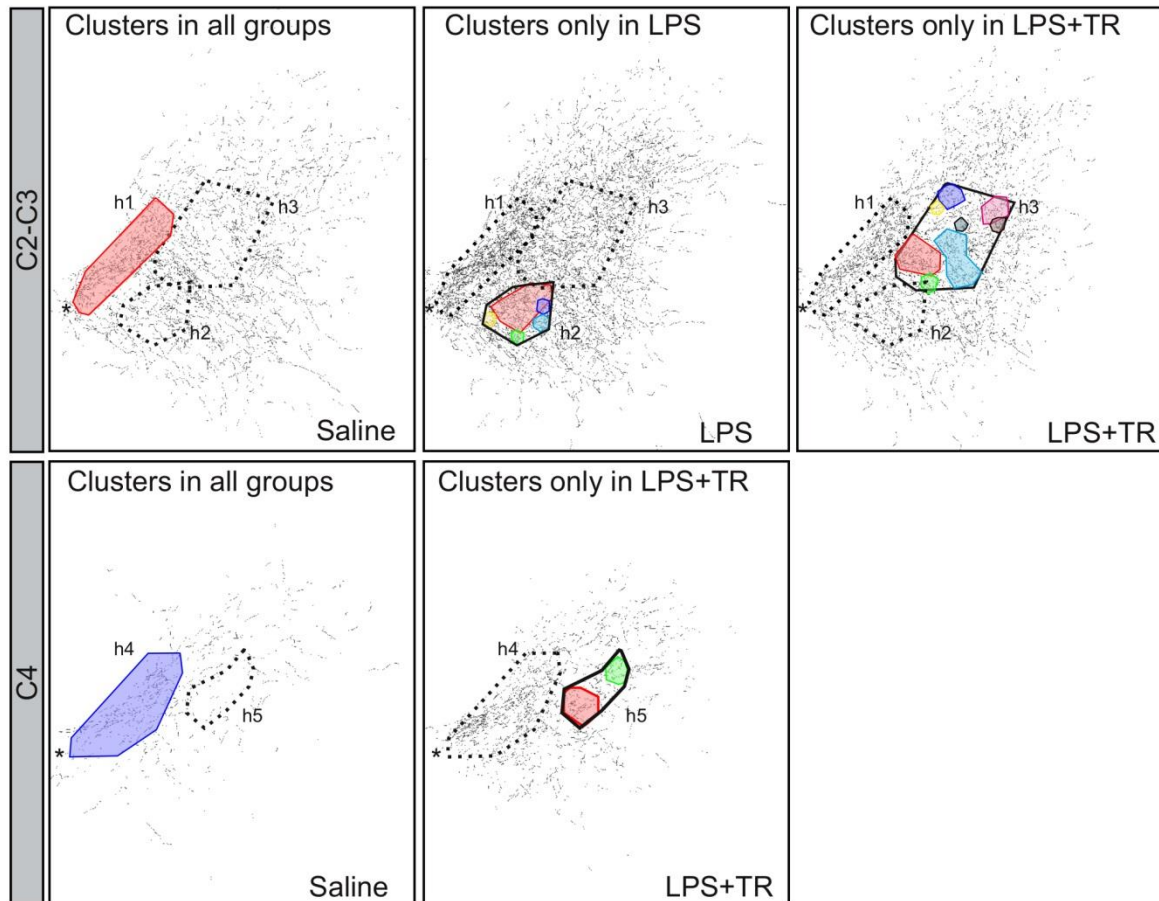 C2-C3
Clusters in all groups
h1
h3
*
h2
Saline
Clusters only in LPS
h1
h3
*
h2
LPS
Clusters only in LPS+TR
h1
h3
*
h2
LPS+TR
C4
Clusters in all groups
h4
h5
*
Saline
Clusters only in LPS+TR
h4
h5
*
LPS+TR